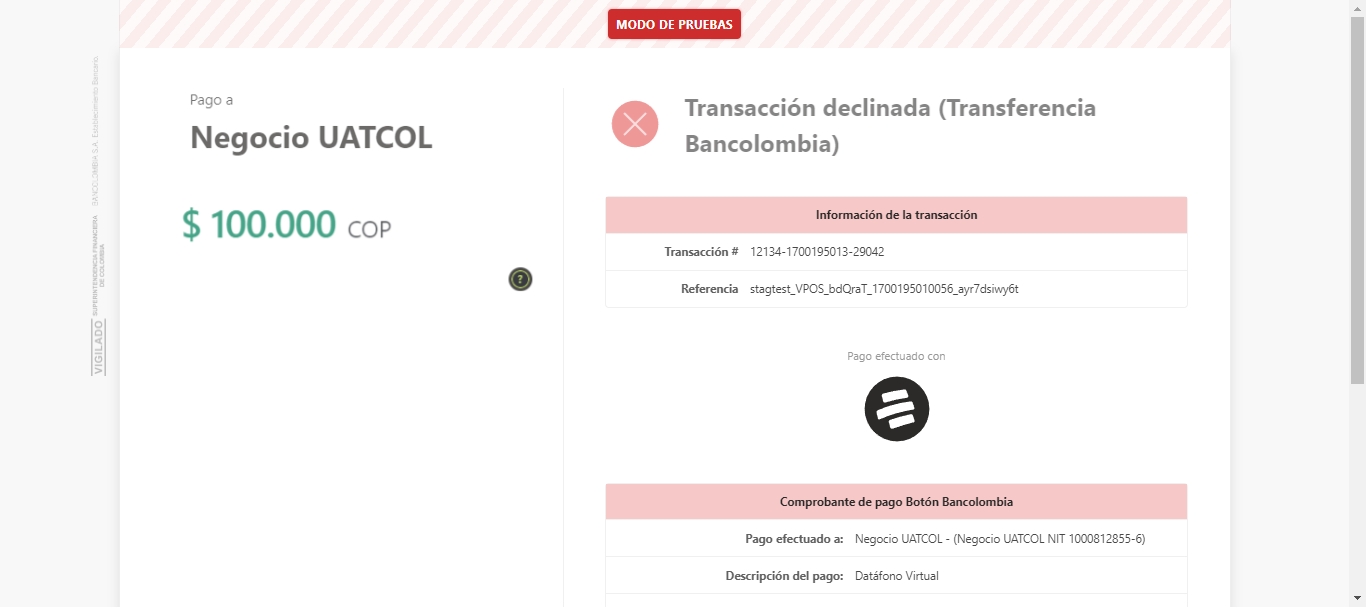 MODO DE PRUEBAS
BANCOLOMBIA S.A. Establecimiento Bancario.
SUPERINTENDENCIA FINANCIERA
DE COLOMBIA
VIGILADO
Pago a
Negocio UATCOL
$ 100.000 COP
?
Transacción declinada (Transferencia
Bancolombia)
Información de la transacción
Transacción # 12134-1700195013-29042
Referencia stagtest_VPOS_bdQraT_1700195010056_ayr7dsiwy6t
Pago efectuado con
Comprobante de pago Botón Bancolombia
Pago efectuado a: Negocio UATCOL - (Negocio UATCOL NIT 1000812855-6)
Descripción del pago: Datáfono Virtual